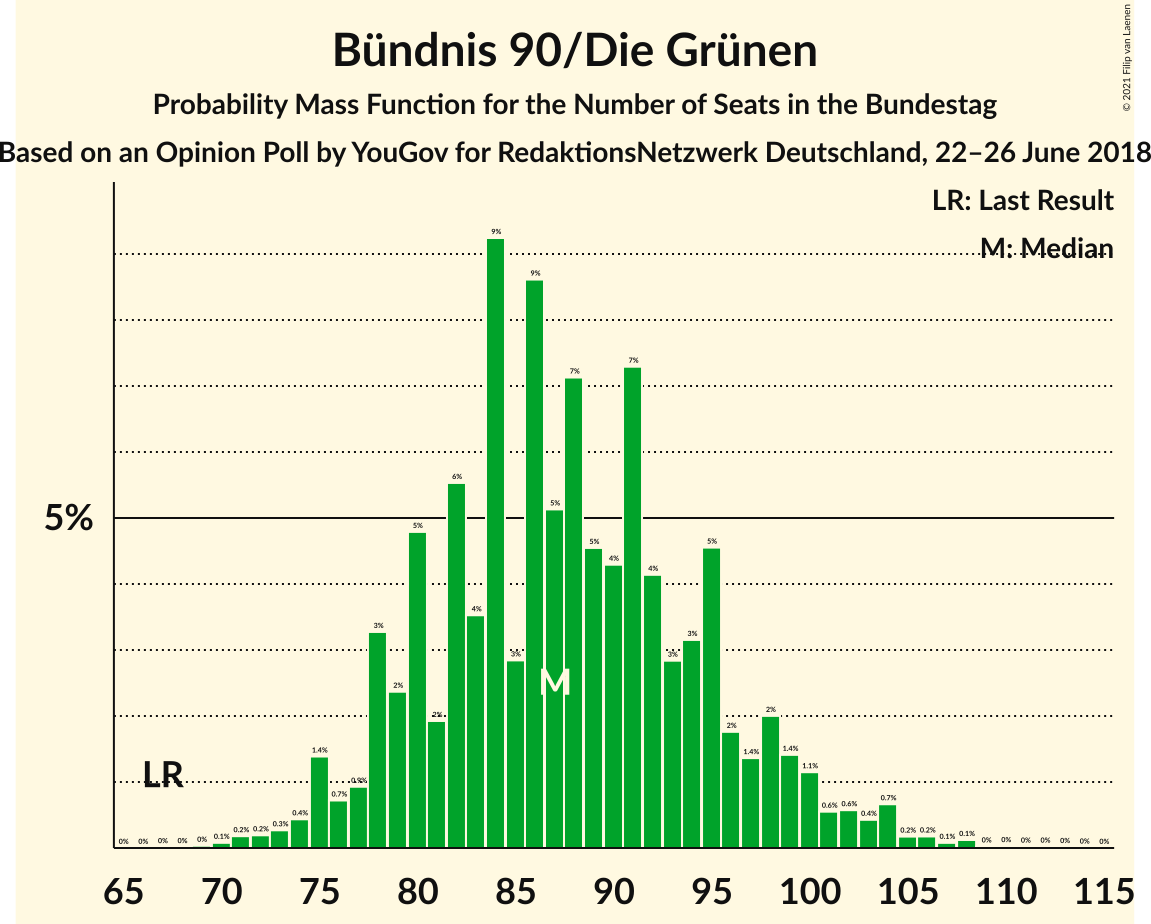 Bündnis 90/Die Grünen
Probability Mass Function for the Number of Seats in the Bundestag
Based on an Opinion Poll by YouGov for RedaktionsNetzwerk Deutschland, 22–26 June 2018
© 2021 Filip van Laenen
LR: Last Result
M: Median
5%
0% 0% 0% 0% 0% 0.1% 0.2% 0.2% 0.3% 0.4% 1.4% 0.7% 0.9% 3% 2% 5% 2% 6% 4% 9% 3% 9% 5% 7% 5% 4% 7% 4% 3% 3% 5% 2% 1.4% 2% 1.4% 1.1% 0.6% 0.6% 0.4% 0.7% 0.2% 0.2% 0.1% 0.1% 0% 0% 0% 0% 0% 0% 0%
M
LR
65 70 75 80 85 90 95 100 105 110 115